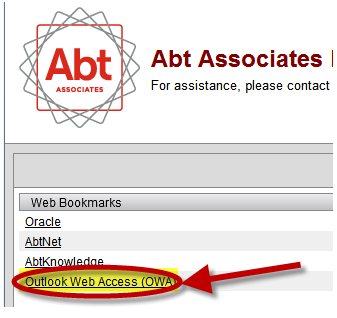 Abt
ASSOCIATES
Abt Associates
For assistance, please contact
Web Bookmarks
Oracle
AbtNet
AbtKnowledge
Outlook Web Access (OWA)